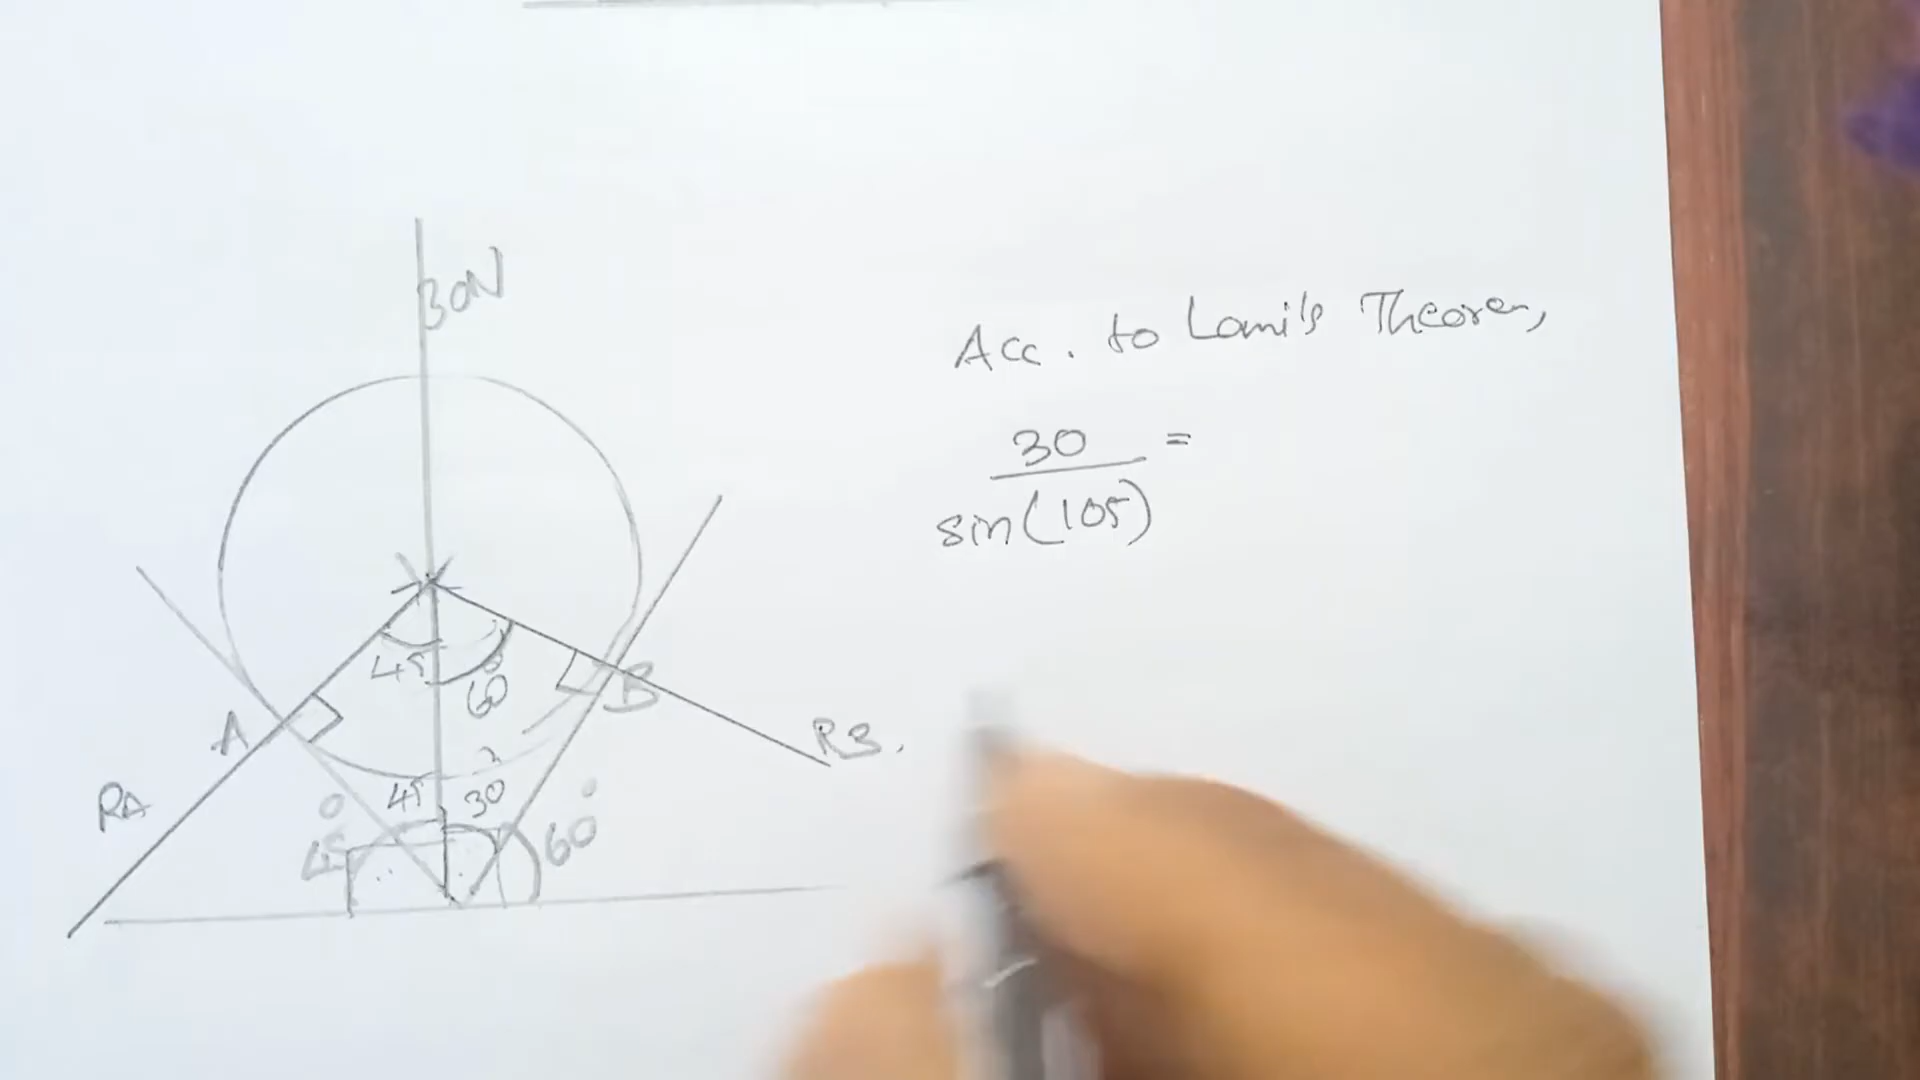 30N
Acc. to Lami's Theorem,
30 =
sin(105)
45
60
A
B
RA
RB.
45 30
45°
60°